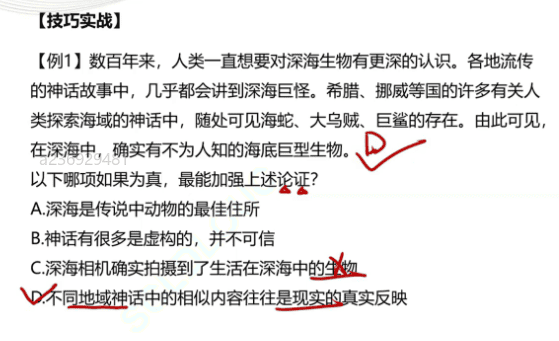 【技巧实战】
【例1】数百年来，人类一直想要对深海生物有更深的认识。各地流传
的神话故事中，几乎都会讲到深海巨怪。希腊、挪威等国的许多有关人
类探索海域的神话中，随处可见海蛇、大乌贼、巨鲨的存在。由此可见，
在深海中，确实有不为人知的海底巨型生物。 D
a236929481
以下哪项如果为真，最能加强上述论证？
A.深海是传说中动物的最佳住所
B.神话有很多是虚构的，并不可信
C.深海相机确实拍摄到了生活在深海中的生物
D.不同地域神话中的相似内容往往是现实的真实反映